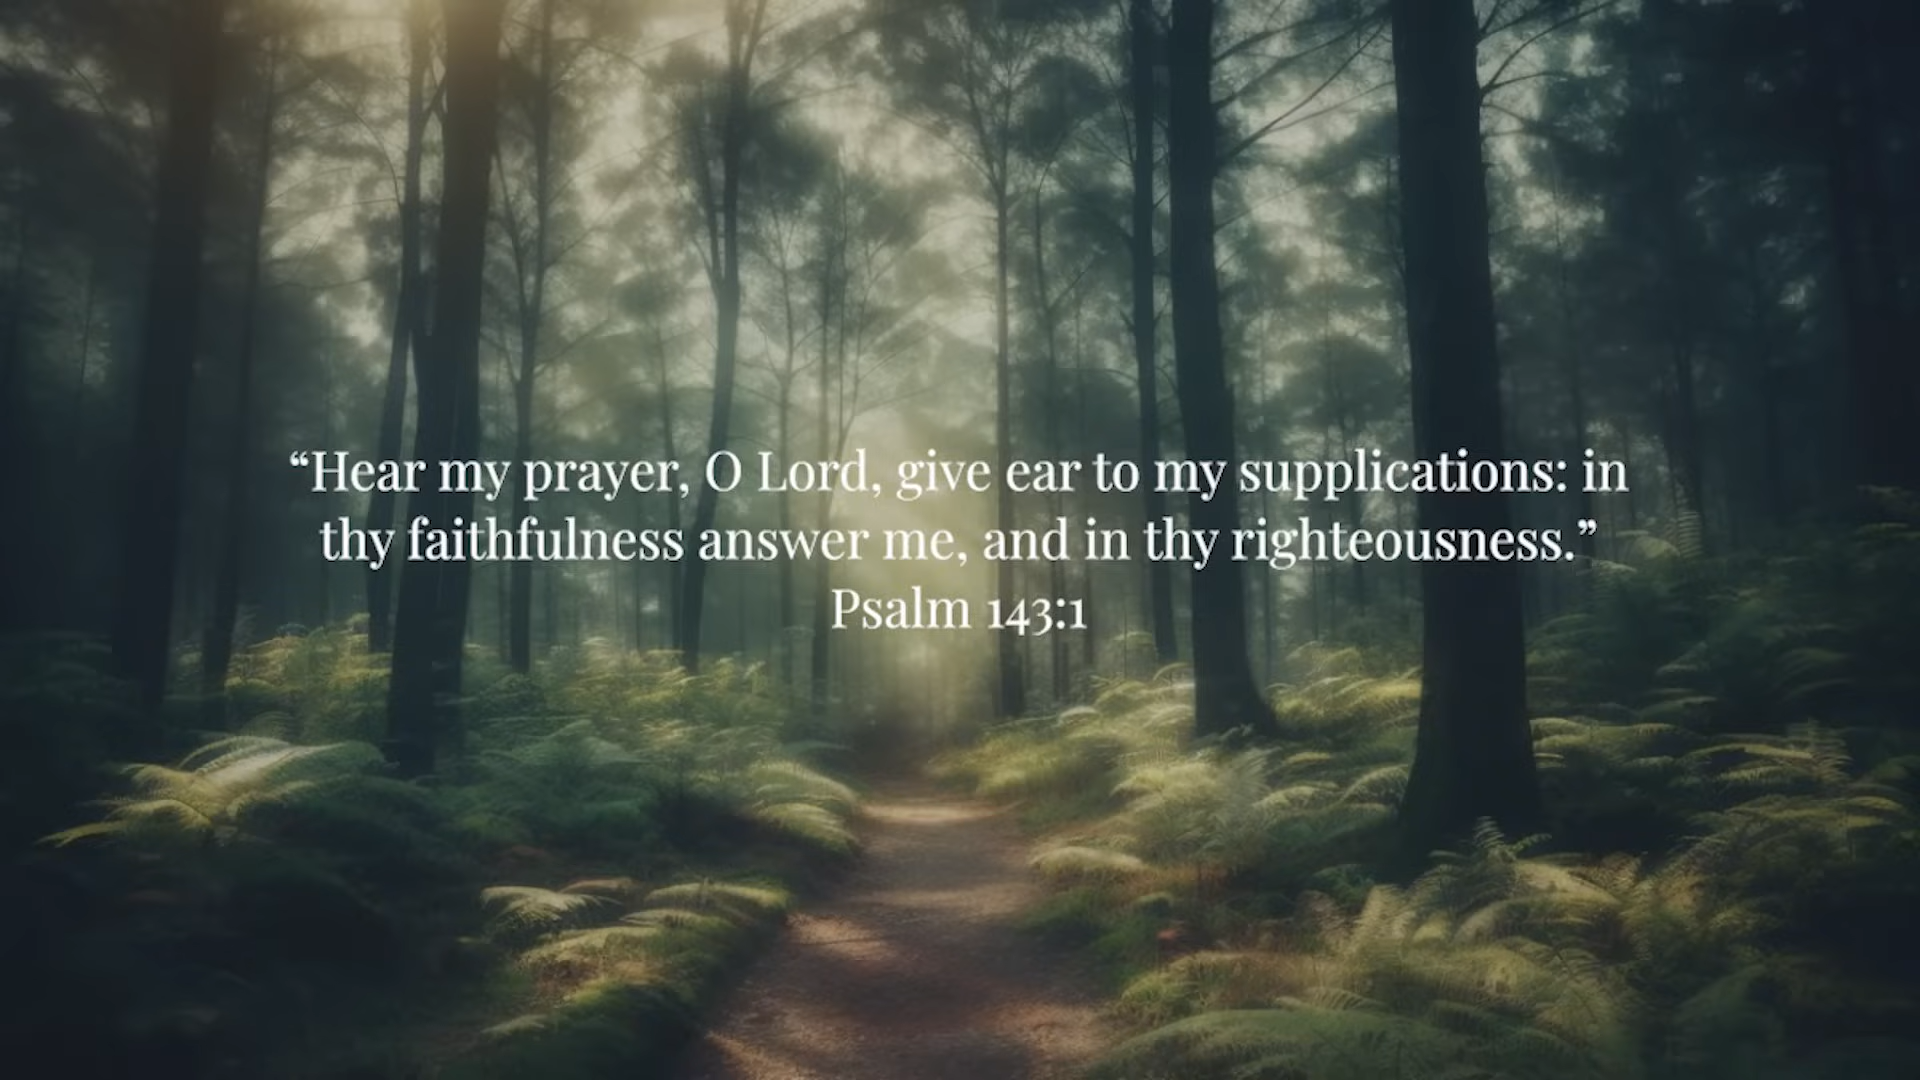 “Hear my prayer, O Lord, give ear to my supplications: in
thy faithfulness answer me, and in thy righteousness.”
Psalm 143:1